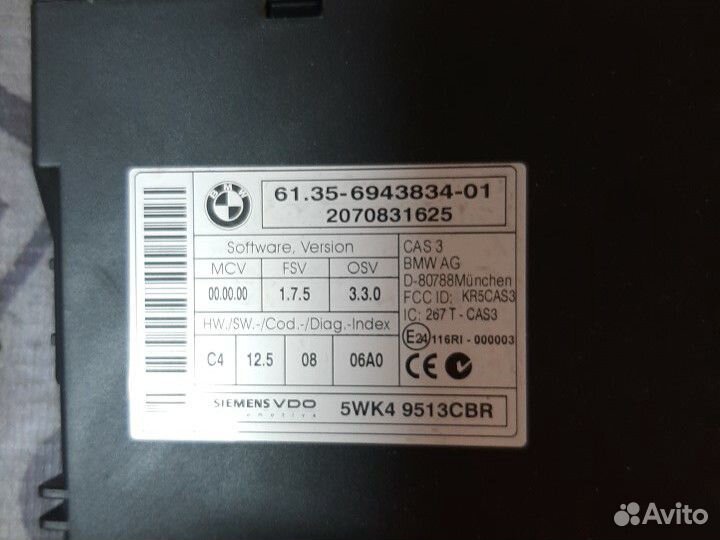 BMW
61.35-6943834-01
2070831625
Software, Version
MCV FSV OSV
00.00.00 1.7.5 3.3.0
HW./SW.-/Cod.-/Diag.-Index
C4 12.5 08 06A0
CAS 3
BMW AG
D-80788München
FCC ID: KR5CAS3
IC: 267 T - CAS3
E24 116RI - 000003
CE
SIEMENS VDO
emotive
5WK4 9513CBR
Avito